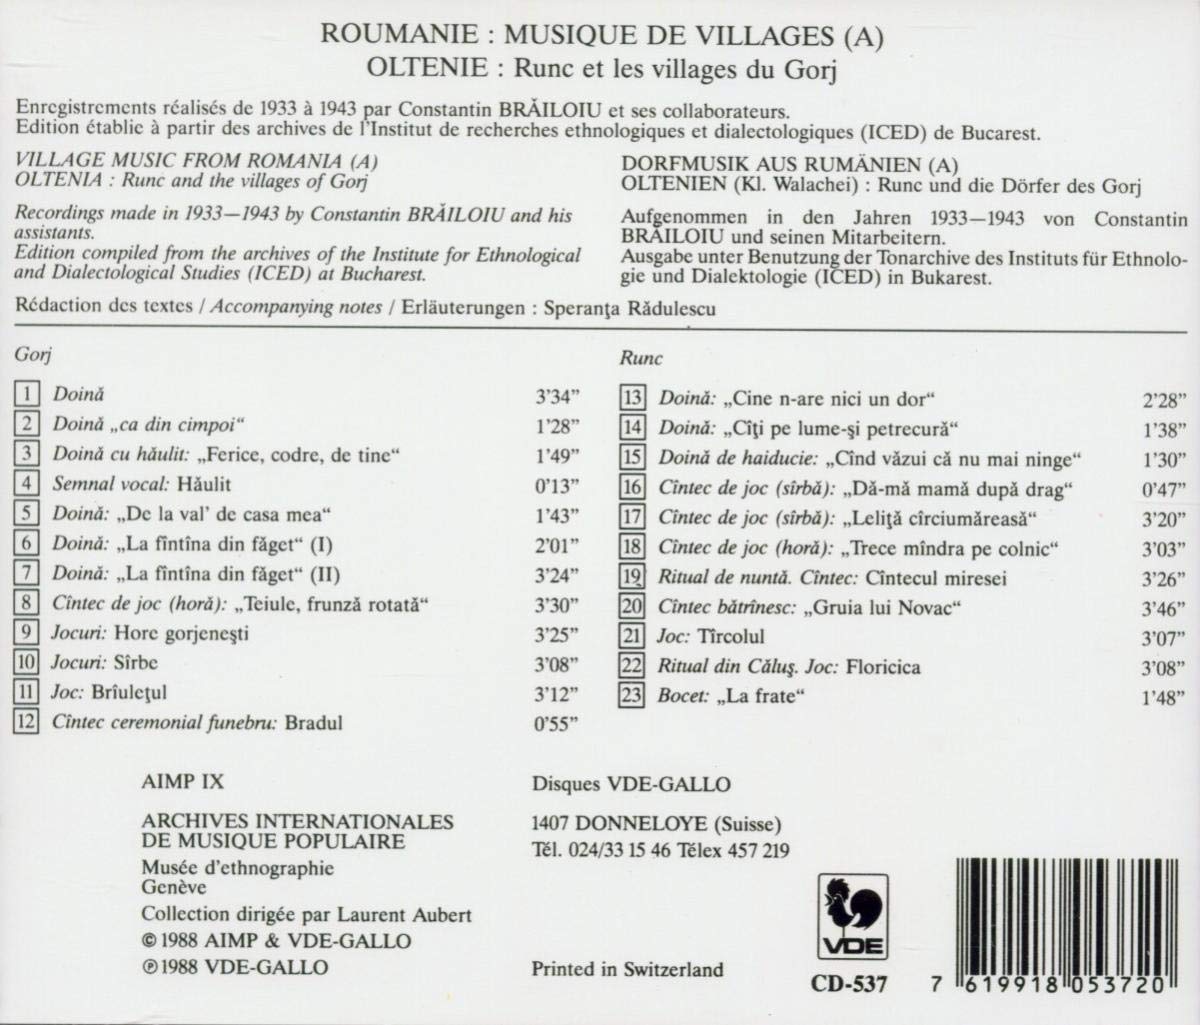 ROUMANIE : MUSIQUE DE VILLAGES (A)
OLTENIE : Runc et les villages du Gorj
Enregistrements réalisés de 1933 à 1943 par Constantin BRĂILOIU et ses collaborateurs.
Edition établie à partir des archives de l'Institut de recherches ethnologiques et dialectologiques (ICED) de Bucarest.
VILLAGE MUSIC FROM ROMANIA (A)
OLTENIA : Runc and the villages of Gorj
Recordings made in 1933—1943 by Constantin BRĂILOIU and his
assistants.
Edition compiled from the archives of the Institute for Ethnological
and Dialectological Studies (ICED) at Bucharest.
DORFMUSIK AUS RUMÄNIEN (A)
OLTENIEN (Kl. Walachei) : Runc und die Dörfer des Gorj
Aufgenommen in den Jahren 1933—1943 von Constantin
BRĂILOIU und seinen Mitarbeitern.
Ausgabe unter Benutzung der Tonarchive des Instituts für Ethnolo-
gie und Dialektologie (ICED) in Bukarest.
Rédaction des textes / Accompanying notes / Erläuterungen : Speranţa Rădulescu
Gorj
1 Doină 3'34"
2 Doină „ca din cimpoi“ 1'28"
3 Doină cu hăulit: „Ferice, codre, de tine“ 1'49"
4 Semnal vocal: Hăulit 0'13"
5 Doină: „De la val' de casa mea“ 1'43"
6 Doină: „La fîntîna din făget“ (I) 2'01"
7 Doină: „La fîntîna din făget“ (II) 3'24"
8 Cîntec de joc (horă): „Teiule, frunză rotată“ 3'30"
9 Jocuri: Hore gorjeneşti 3'25"
10 Jocuri: Sîrbe 3'08"
11 Joc: Brîuleţul 3'12"
12 Cîntec ceremonial funebru: Bradul 0'55"
Runc
13 Doină: „Cine n-are nici un dor“ 2'28"
14 Doină: „Cîţi pe lume-şi petrecură“ 1'38"
15 Doină de haiducie: „Cînd văzui că nu mai ninge“ 1'30"
16 Cîntec de joc (sîrbă): „Dă-mă mamă după drag“ 0'47"
17 Cîntec de joc (sîrbă): „Leliţă cîrciumăreasă“ 3'20"
18 Cîntec de joc (horă): „Trece mîndra pe colnic“ 3'03"
19 Ritual de nuntă. Cîntec: Cîntecul miresei 3'26"
20 Cîntec bătrînesc: „Gruia lui Novac“ 3'46"
21 Joc: Tîrcolul 3'07"
22 Ritual din Căluş. Joc: Floricica 3'08"
23 Bocet: „La frate“ 1'48"
AIMP IX
ARCHIVES INTERNATIONALES
DE MUSIQUE POPULAIRE
Musée d'ethnographie
Genève
Collection dirigée par Laurent Aubert
© 1988 AIMP & VDE-GALLO
℗ 1988 VDE-GALLO
Disques VDE-GALLO
1407 DONNELOYE (Suisse)
Tél. 024/33 15 46 Télex 457 219
Printed in Switzerland
VDE
CD-537
7 619918 053720